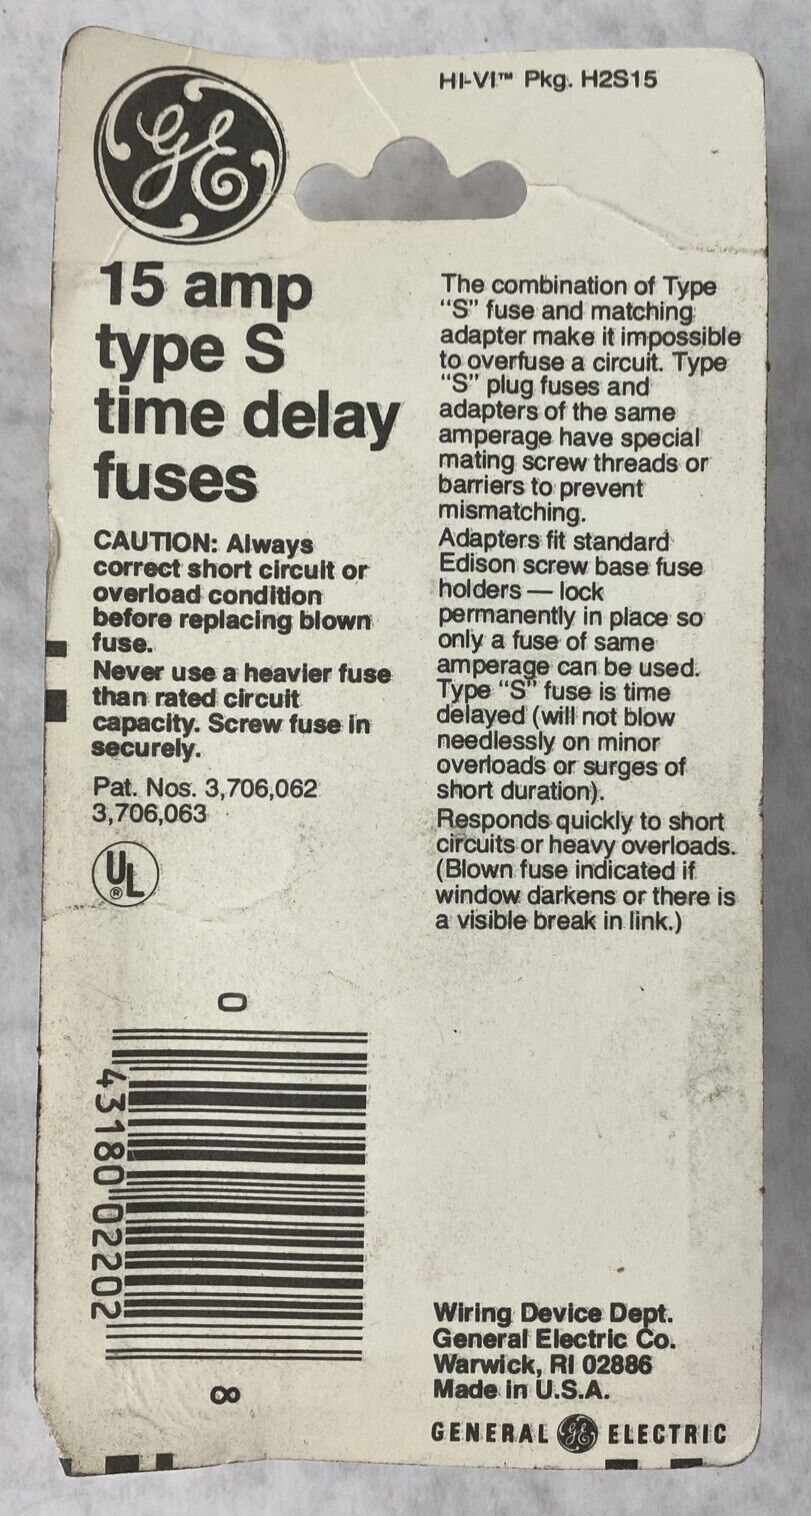 HI-VI™ Pkg. H2S15
GE
15 amp
type S
time delay
fuses
CAUTION: Always
correct short circuit or
overload condition
before replacing blown
fuse.
Never use a heavier fuse
than rated circuit
capacity. Screw fuse in
securely.
Pat. Nos. 3,706,062
3,706,063
UL®
The combination of Type
"S" fuse and matching
adapter make it impossible
to overfuse a circuit. Type
"S" plug fuses and
adapters of the same
amperage have special
mating screw threads or
barriers to prevent
mismatching.
Adapters fit standard
Edison screw base fuse
holders — lock
permanently in place so
only a fuse of same
amperage can be used.
Type "S" fuse is time
delayed (will not blow
needlessly on minor
overloads or surges of
short duration).
Responds quickly to short
circuits or heavy overloads.
(Blown fuse indicated if
window darkens or there is
a visible break in link.)
0 43180 02202 8
Wiring Device Dept.
General Electric Co.
Warwick, RI 02886
Made in U.S.A.
GENERAL GE ELECTRIC